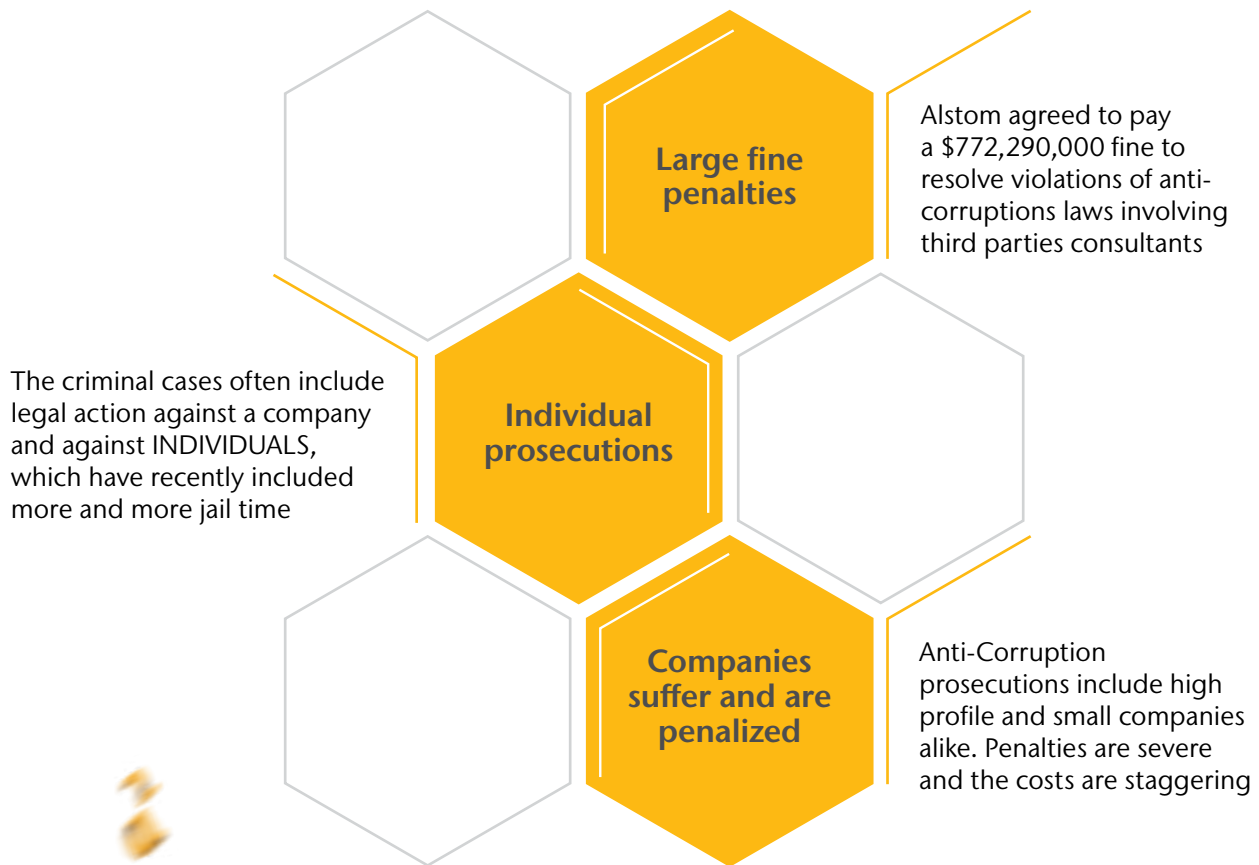 Large fine
penalties
Alstom agreed to pay
a $772,290,000 fine to
resolve violations of anti-
corruptions laws involving
third parties consultants
The criminal cases often include
legal action against a company
and against INDIVIDUALS,
which have recently included
more and more jail time
Individual
prosecutions
Companies
suffer and are
penalized
Anti-Corruption
prosecutions include high
profile and small companies
alike. Penalties are severe
and the costs are staggering